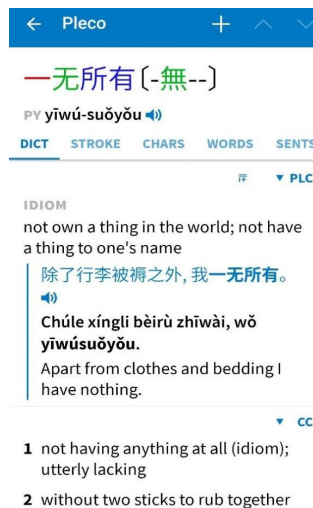 ← Pleco +
一无所有〔-無--〕
PY yīwú-suǒyǒu
DICT STROKE CHARS WORDS SENTS
▼ PLC
IDIOM
not own a thing in the world; not have
a thing to one's name
除了行李被褥之外, 我一无所有。
Chúle xíngli bèirù zhīwài, wǒ
yīwúsuǒyǒu.
Apart from clothes and bedding I
have nothing.
▼ CC
1 not having anything at all (idiom);
utterly lacking
2 without two sticks to rub together